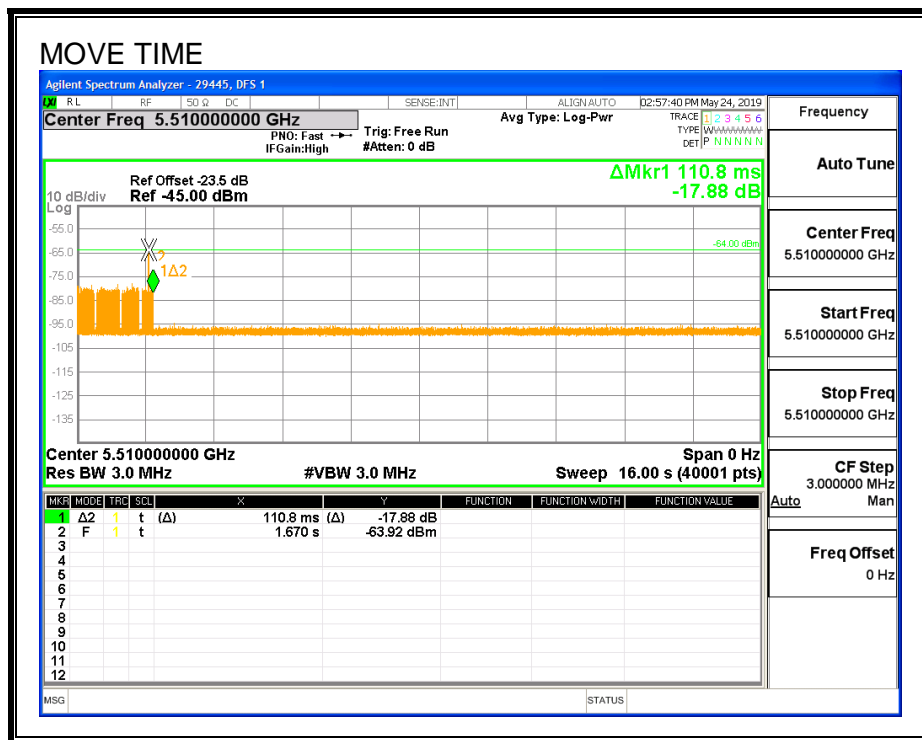 MOVE TIME
Agilent Spectrum Analyzer - 29445, DFS 1
LXI RL RF 50 Ω DC SENSE:INT ALIGN AUTO 02:57:40 PM May 24, 2019
Center Freq 5.510000000 GHz
PNO: Fast
IFGain:High
Trig: Free Run
#Atten: 0 dB
Avg Type: Log-Pwr
TRACE 1 2 3 4 5 6
TYPE W
DET P N N N N N
ΔMkr1 110.8 ms
-17.88 dB
Ref Offset -23.5 dB
10 dB/div Ref -45.00 dBm
Log
-55.0
-64.00 dBm
-65.0
2
1Δ2
-75.0
-85.0
-95.0
-105
-115
-125
-135
Center 5.510000000 GHz Span 0 Hz
Res BW 3.0 MHz #VBW 3.0 MHz Sweep 16.00 s (40001 pts)
MKR MODE TRC SCL X Y FUNCTION FUNCTION WIDTH FUNCTION VALUE
1 Δ2 1 t (Δ) 110.8 ms (Δ) -17.88 dB
2 F 1 t 1.670 s -63.92 dBm
3
4
5
6
7
8
9
10
11
12
MSG STATUS
Frequency
Auto Tune
Center Freq
5.510000000 GHz
Start Freq
5.510000000 GHz
Stop Freq
5.510000000 GHz
CF Step
3.000000 MHz
Auto Man
Freq Offset
0 Hz